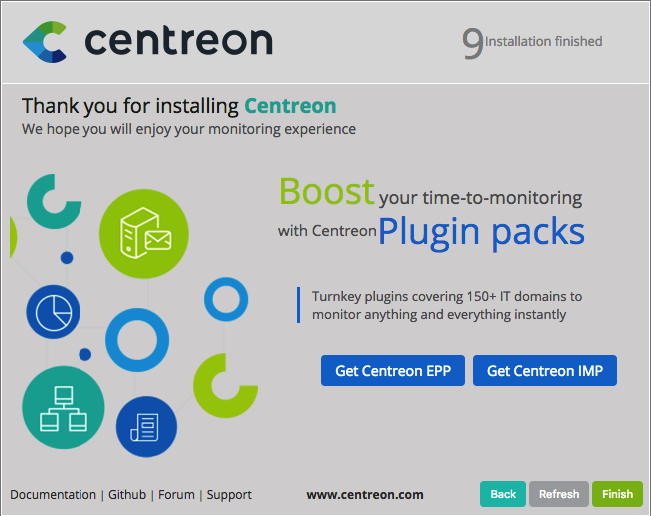 centreon
9 Installation finished
Thank you for installing Centreon
We hope you will enjoy your monitoring experience
Boost your time-to-monitoring
with Centreon Plugin packs
Turnkey plugins covering 150+ IT domains to
monitor anything and everything instantly
Get Centreon EPP Get Centreon IMP
Documentation | Github | Forum | Support www.centreon.com Back Refresh Finish